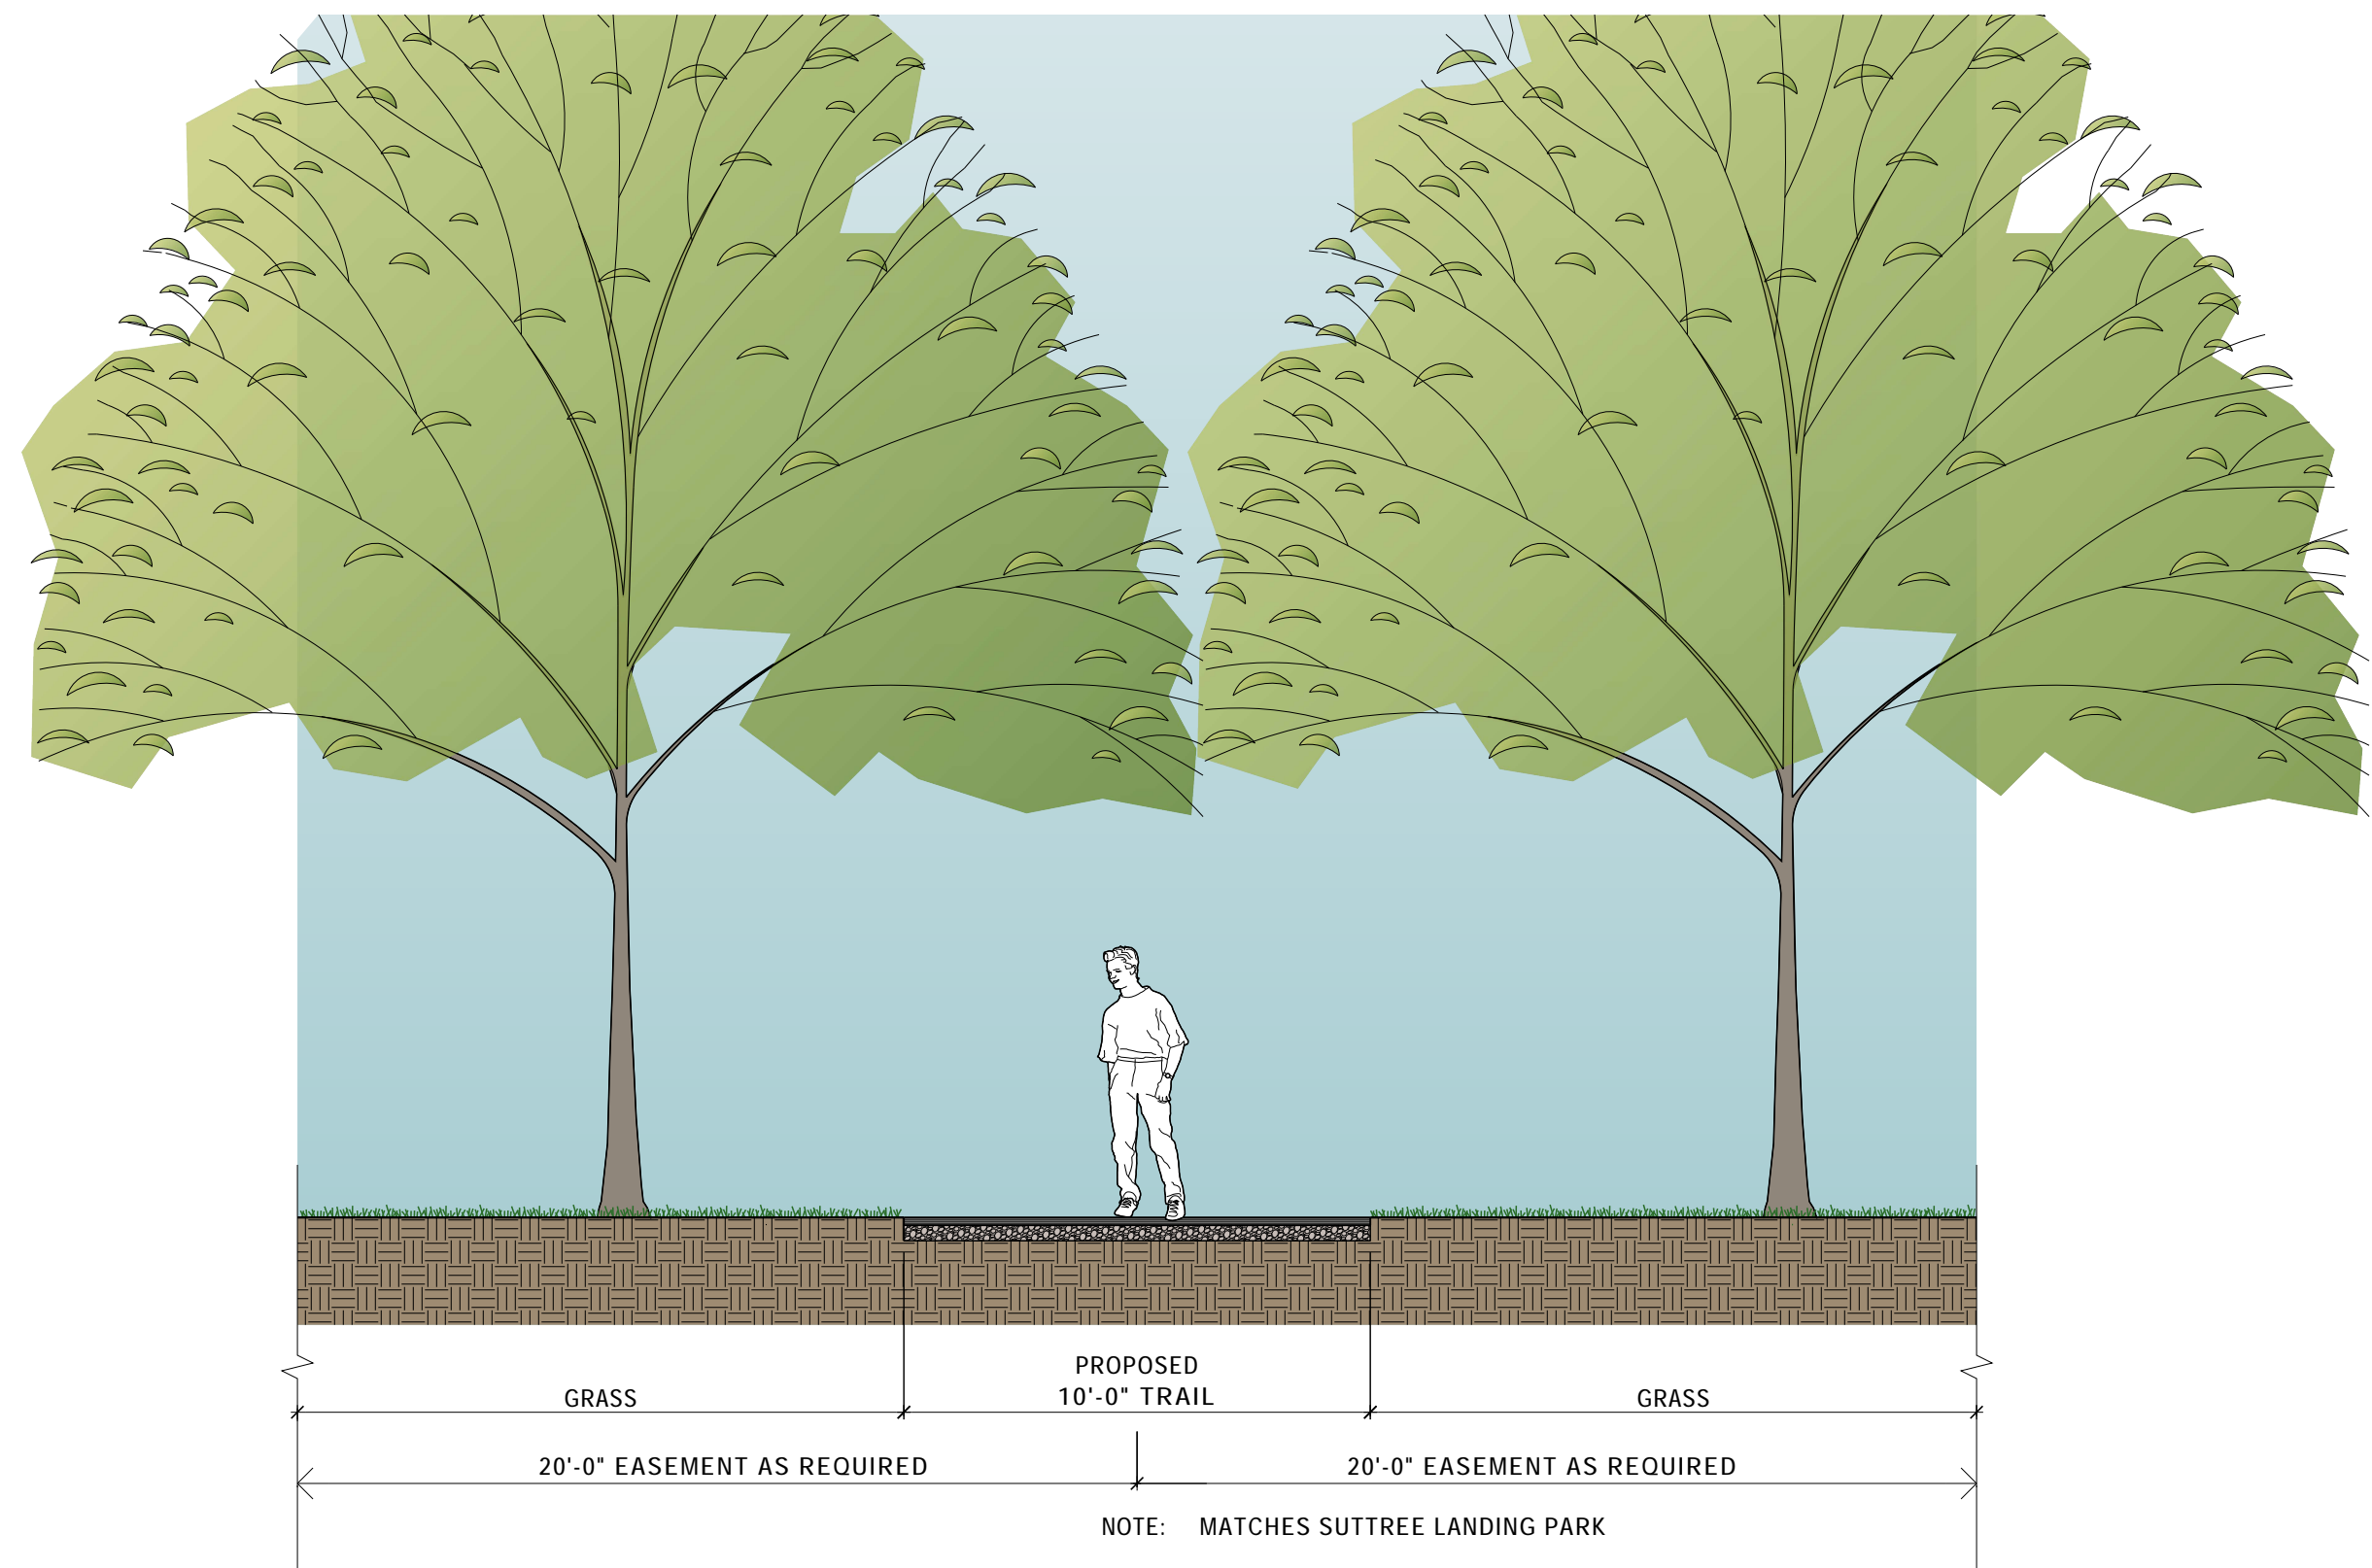 PROPOSED
10'-0" TRAIL
GRASS
GRASS
20'-0" EASEMENT AS REQUIRED
20'-0" EASEMENT AS REQUIRED
NOTE: MATCHES SUTTREE LANDING PARK